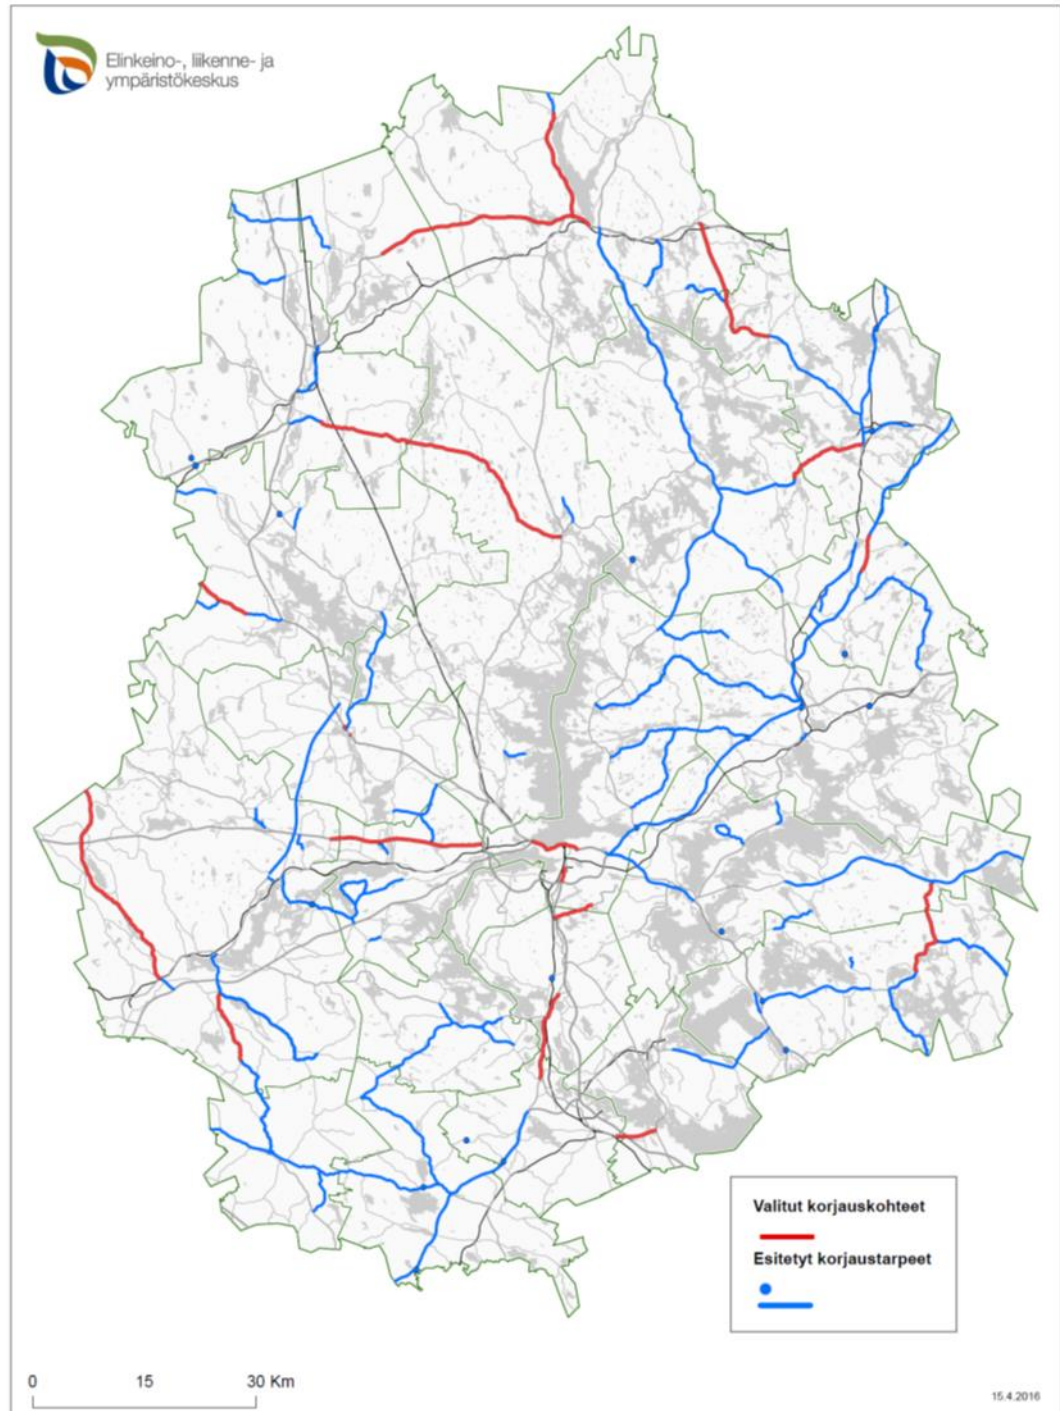 Elinkeino-, liikenne- ja
ympäristökeskus
Valitut korjauskohteet
Esitetyt korjaustarpeet
0 15 30 Km
15.4.2016